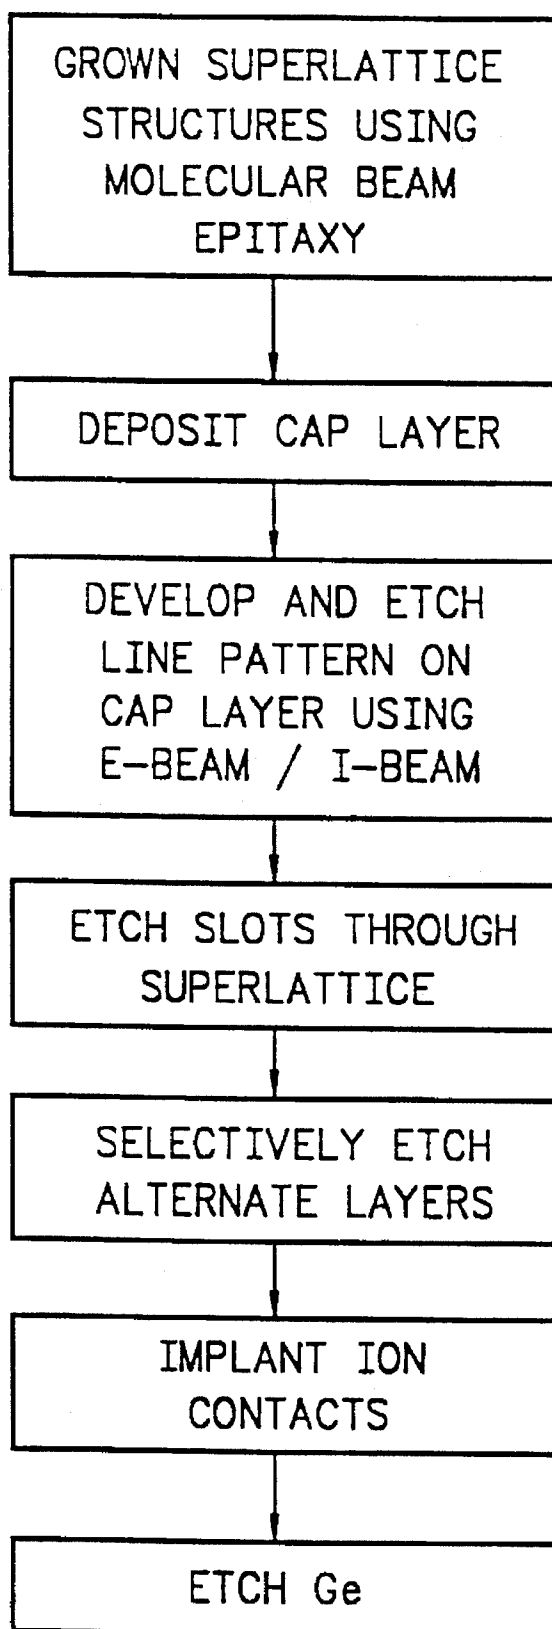 GROWN SUPERLATTICE
STRUCTURES USING
MOLECULAR BEAM
EPITAXY
DEPOSIT CAP LAYER
DEVELOP AND ETCH
LINE PATTERN ON
CAP LAYER USING
E-BEAM / I-BEAM
ETCH SLOTS THROUGH
SUPERLATTICE
SELECTIVELY ETCH
ALTERNATE LAYERS
IMPLANT ION
CONTACTS
ETCH Ge